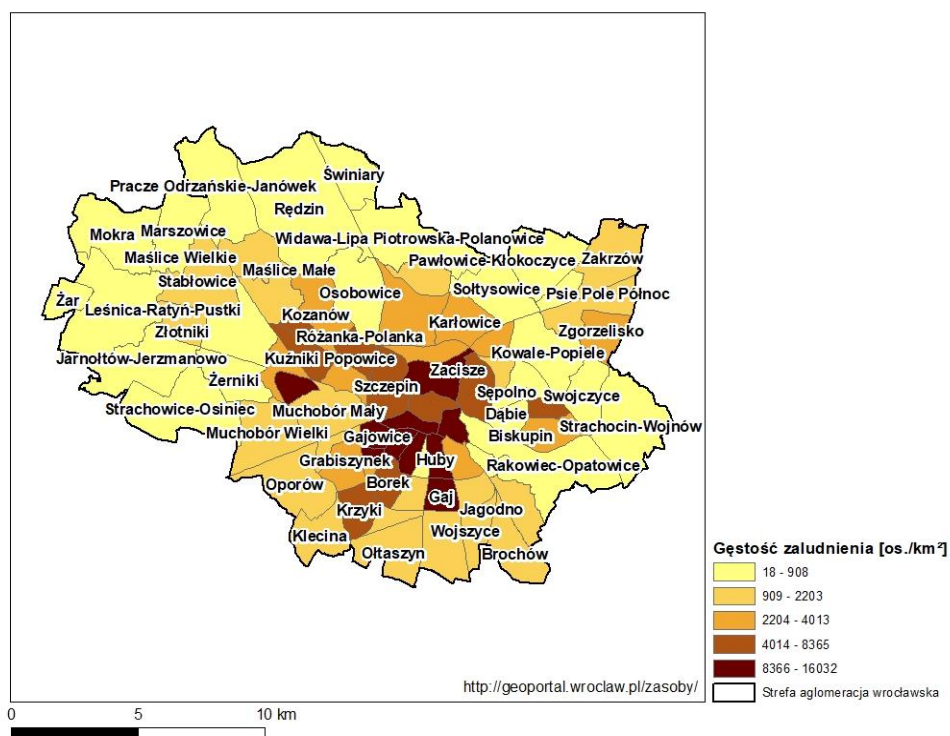 Świniary
Pracze Odrzańskie-Janówek
Rędzin
Mokra
Marszowice
Widawa-Lipa Piotrowska-Polanowice
Maślice Wielkie
Pawłowice-Kłokoczyce
Zakrzów
Maślice Małe
Stabłowice
Sołtysowice
Osobowice
Psie Pole Północ
Żar
Leśnica-Ratyń-Pustki
Kozanów
Karłowice
Złotniki
Zgorzelisko
Różanka-Polanka
Jarnołtów-Jerzmanowo
Kuźniki
Popowice
Kowale-Popiele
Zacisze
Żerniki
Szczepin
Sępolno
Swojczyce
Strachowice-Osiniec
Muchobór Mały
Dąbie
Strachocin-Wojnów
Muchobór Wielki
Gajowice
Biskupin
Grabiszynek
Huby
Rakowiec-Opatowice
Oporów
Borek
Gaj
Krzyki
Jagodno
Klecina
Wojszyce
Ołtaszyn
Brochów
Gęstość zaludnienia [os./km²]
18 - 908
909 - 2203
2204 - 4013
4014 - 8365
8366 - 16032
Strefa aglomeracja wrocławska
http://geoportal.wroclaw.pl/zasoby/
0 5 10 km